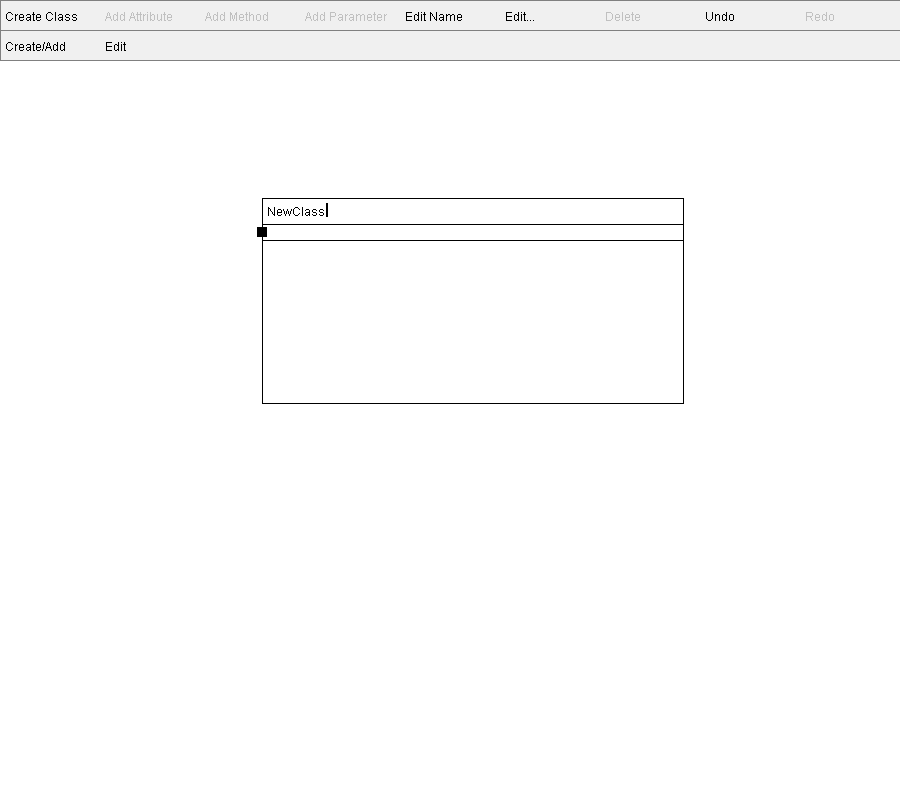 Create Class Add Attribute Add Method Add Parameter Edit Name Edit... Delete Undo Redo
Create/Add Edit
NewClass